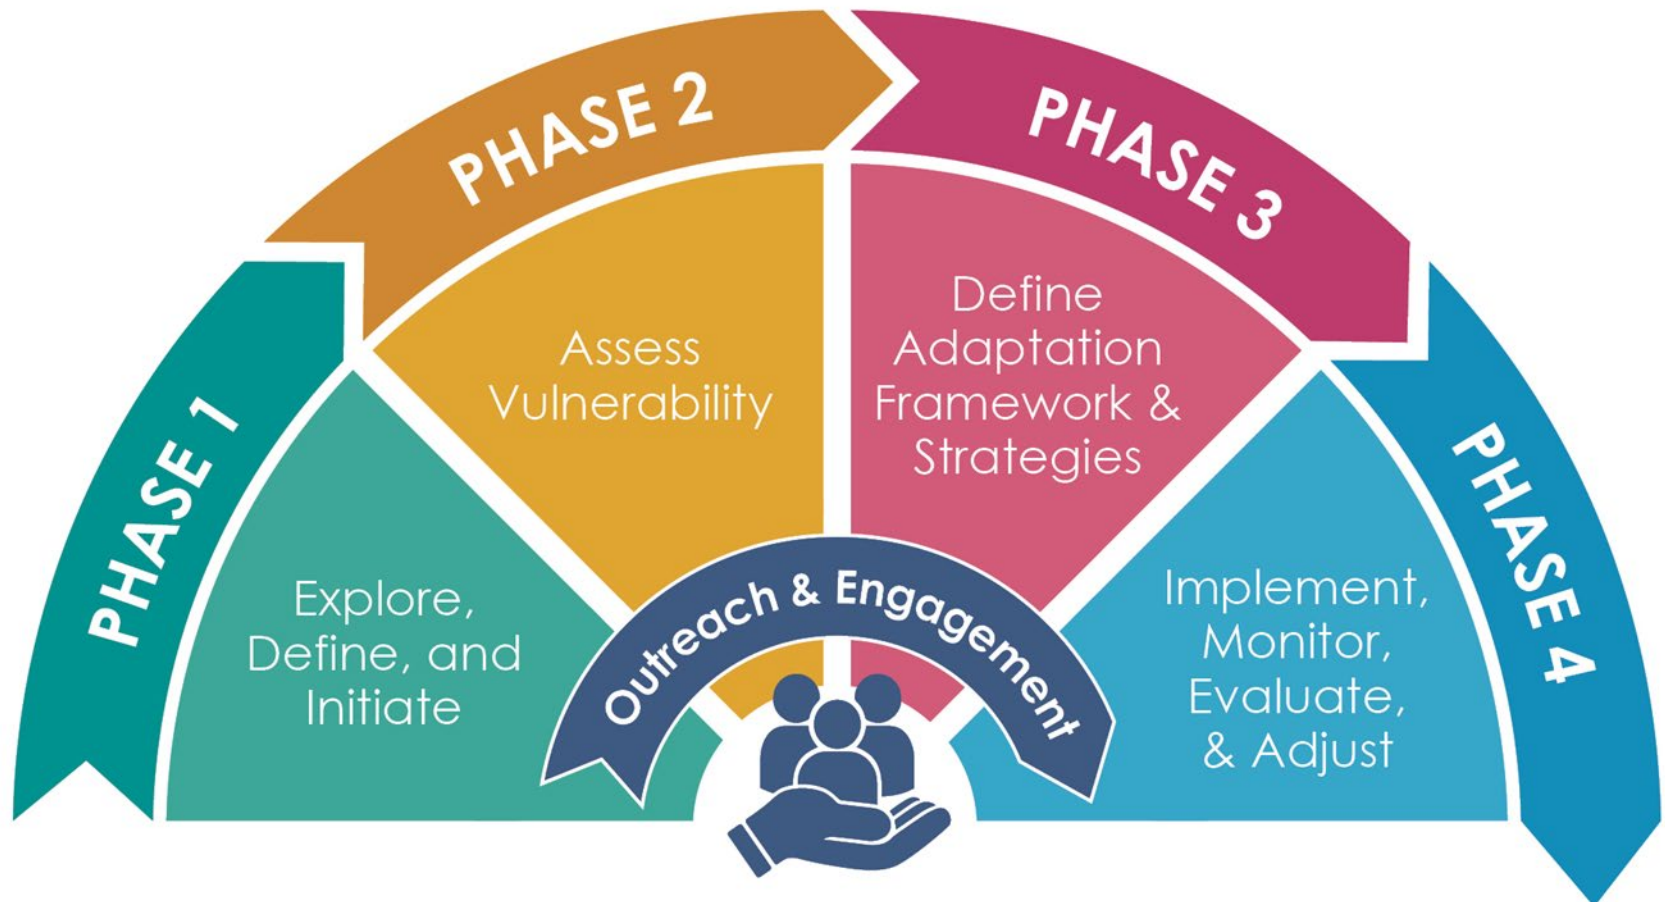 PHASE 1
Explore,
Define, and
Initiate
PHASE 2
Assess
Vulnerability
PHASE 3
Define
Adaptation
Framework &
Strategies
PHASE 4
Implement,
Monitor,
Evaluate,
& Adjust
Outreach & Engagement